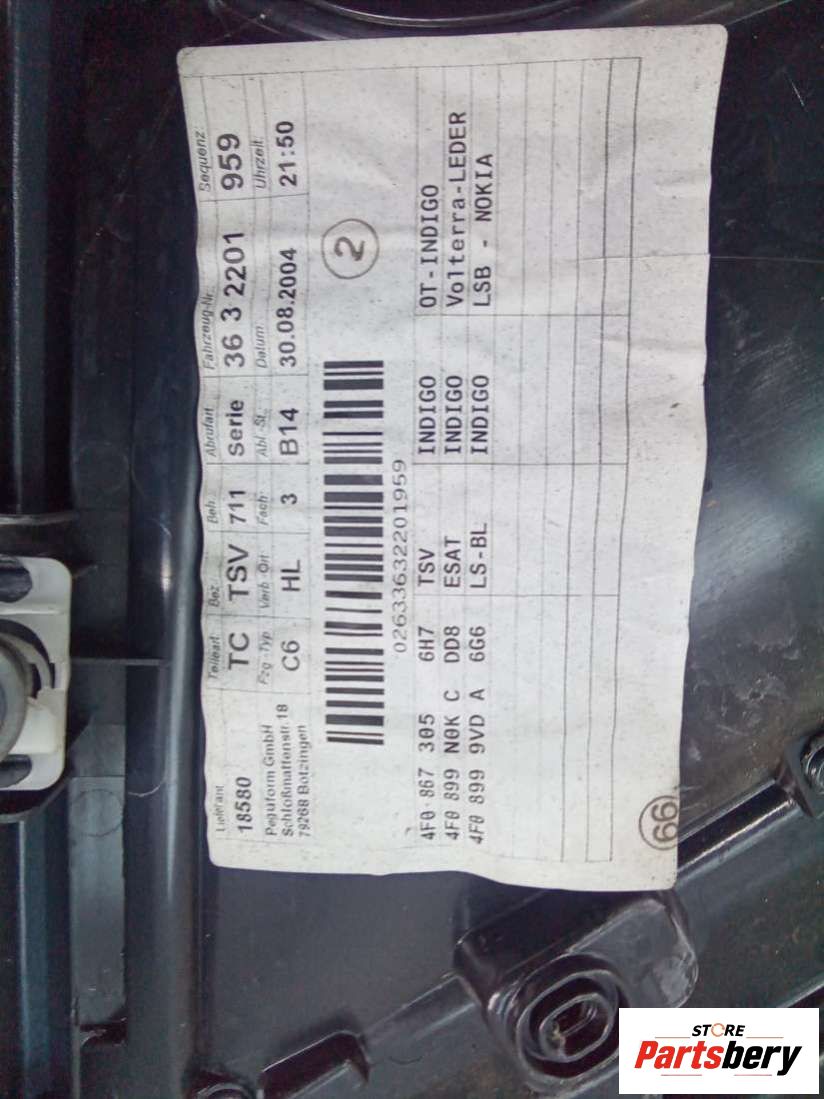 Lieferant Teileart Bez. Beh. Abrufart Fahrzeug-Nr. Sequenz:
18580 TC TSV 711 Serie 36 3 2201 959
Peguform GmbH Fzg.-Typ Verb.Ort Fach Abl.-St. Datum: Uhrzeit:
Schloßmattenstr.18 C6 HL 3 B14 30.08.2004 21:50
79268 Botzingen
2
02633632201959
4F0 867 305 6H7 TSV INDIGO OT-INDIGO
4F0 899 N0K C DD8 ESAT INDIGO Volterra-LEDER
4F0 899 9VD A 6G6 LS-BL INDIGO LSB - NOKIA
66
STORE
Partsbery